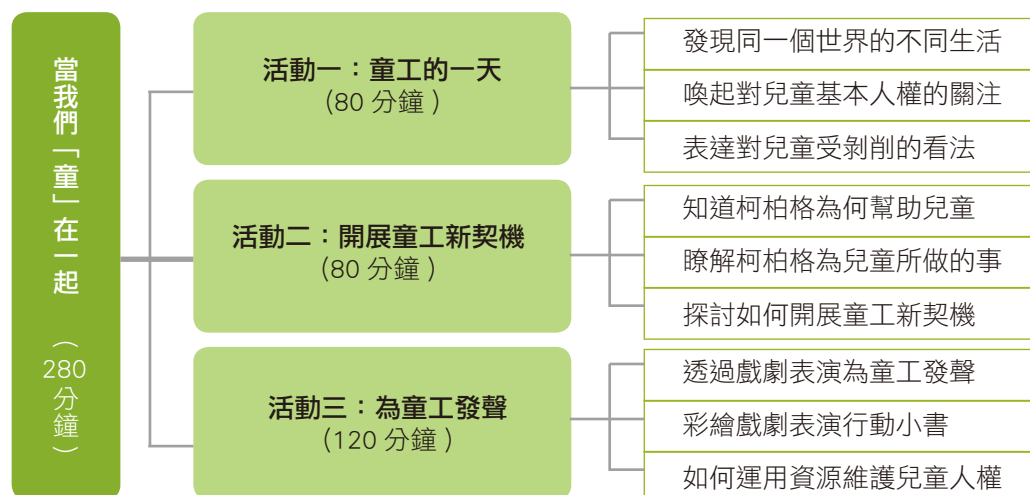 當我們「童」在一起
（280分鐘）
活動一：童工的一天
（80 分鐘）
發現同一個世界的不同生活
喚起對兒童基本人權的關注
表達對兒童受剝削的看法
活動二：開展童工新契機
（80 分鐘）
知道柯柏格為何幫助兒童
瞭解柯柏格為兒童所做的事
探討如何開展童工新契機
活動三：為童工發聲
（120 分鐘）
透過戲劇表演為童工發聲
彩繪戲劇表演行動小書
如何運用資源維護兒童人權